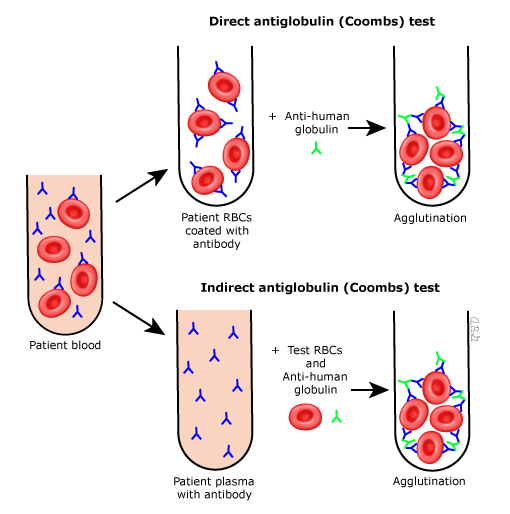 Direct antiglobulin (Coombs) test
+ Anti-human
globulin
Patient RBCs
coated with
antibody
Agglutination
Patient blood
Indirect antiglobulin (Coombs) test
+ Test RBCs
and
Anti-human
globulin
Patient plasma
with antibody
Agglutination